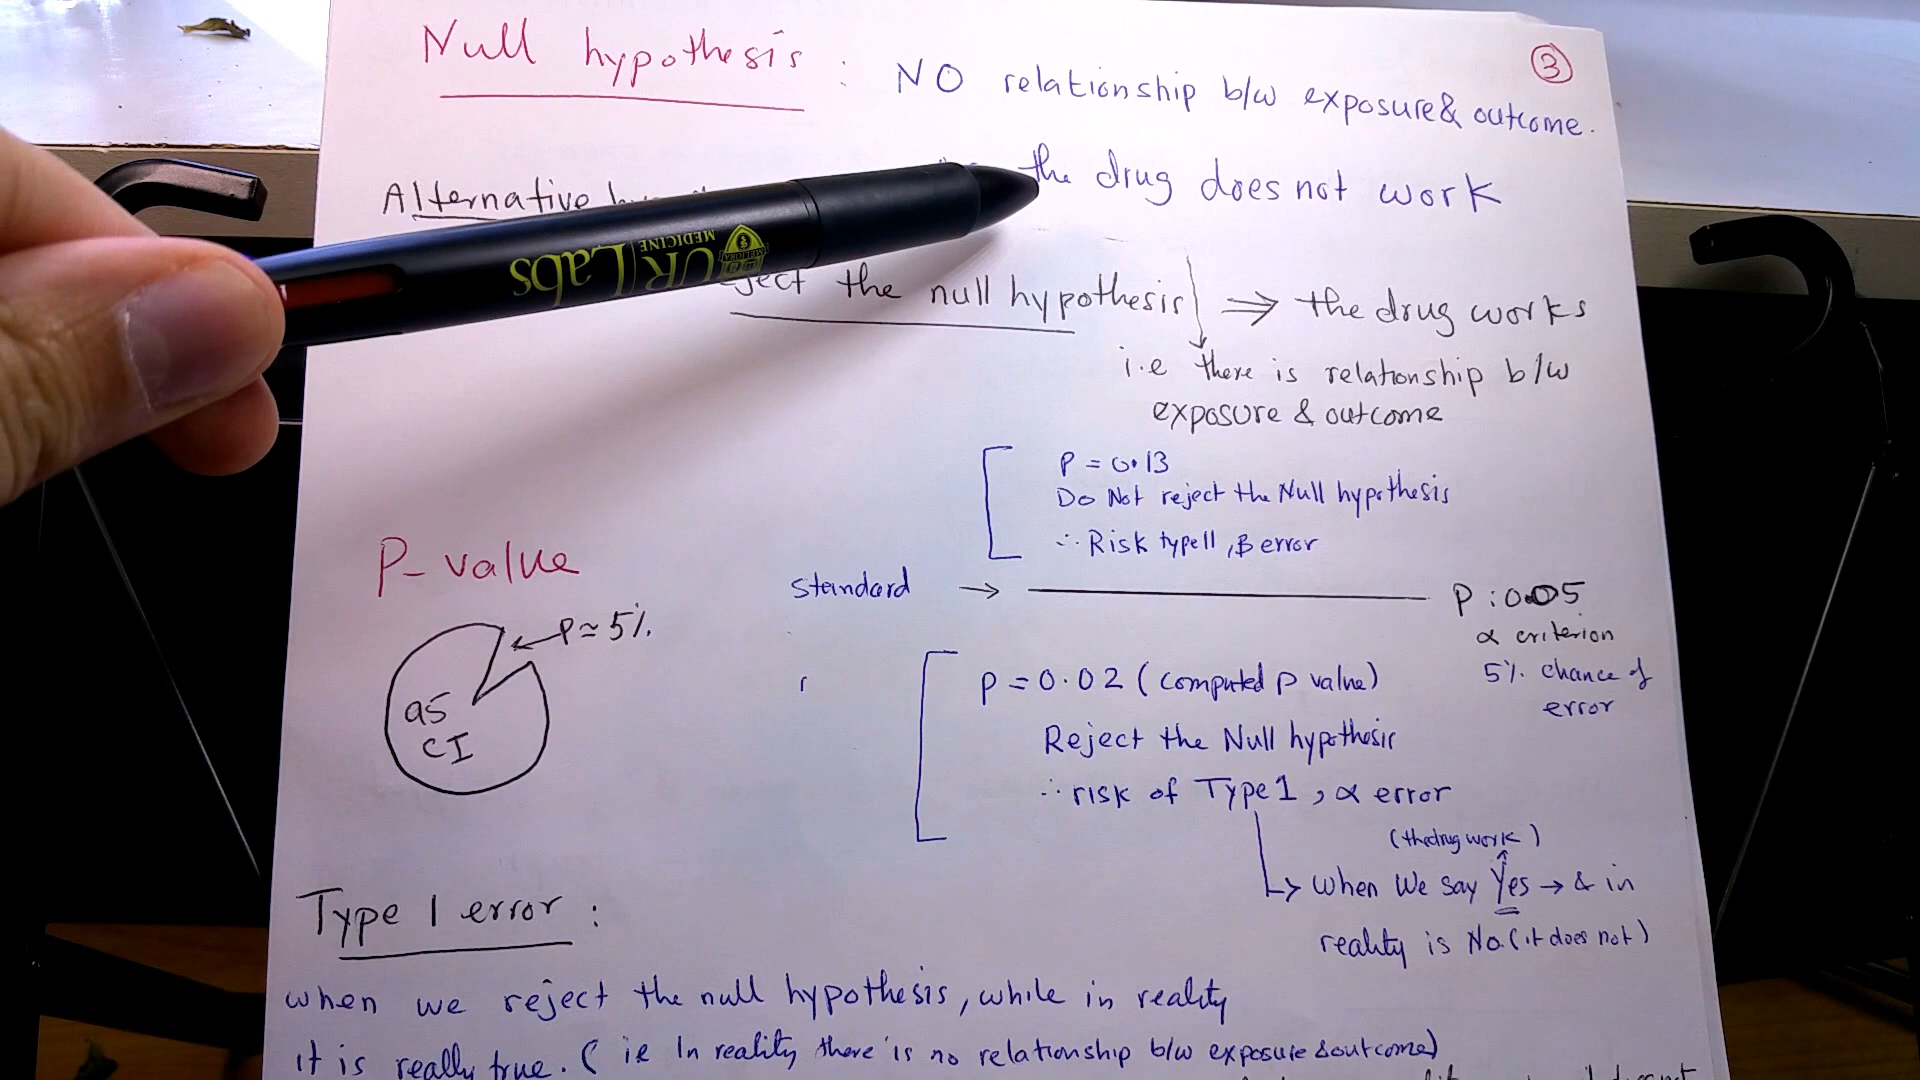 Null hypothesis : NO relationship b/w exposure & outcome.
3
the drug does not work
Alternative
the null hypothesis ⇒ the drug works
i.e there is relationship b/w
exposure & outcome
P = 0.13
Do Not reject the Null hypothesis
∴ Risk type II, B error
P-value
Standard → P : 0.05
α criterion
5% chance of
error
P ≈ 5%
95
CI
p = 0.02 (computed p value)
Reject the Null hypothesis
∴ risk of Type 1, α error
(the drug work)
↳ when We say Yes → & in
reality is No (it does not)
Type 1 error :
when we reject the null hypothesis, while in reality
it is really true. (ie In reality there is no relationship b/w exposure & outcome)
URLabs
MEDICINE
MELIORA